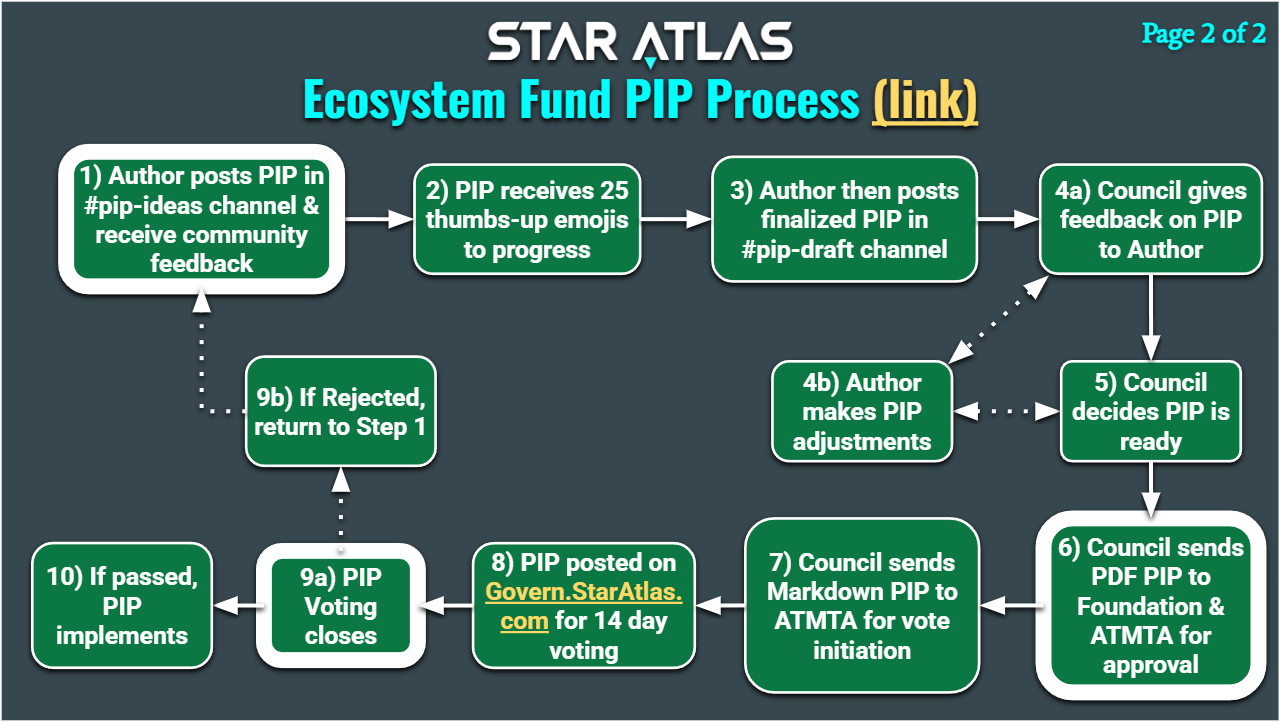 STAR ATLAS
Page 2 of 2
Ecosystem Fund PIP Process (link)
1) Author posts PIP in
#pip-ideas channel &
receive community
feedback
2) PIP receives 25
thumbs-up emojis
to progress
3) Author then posts
finalized PIP in
#pip-draft channel
4a) Council gives
feedback on PIP
to Author
4b) Author
makes PIP
adjustments
5) Council
decides PIP is
ready
6) Council sends
PDF PIP to
Foundation &
ATMTA for
approval
7) Council sends
Markdown PIP to
ATMTA for vote
initiation
8) PIP posted on
Govern.StarAtlas.
com for 14 day
voting
9a) PIP
Voting
closes
9b) If Rejected,
return to Step 1
10) If passed,
PIP
implements